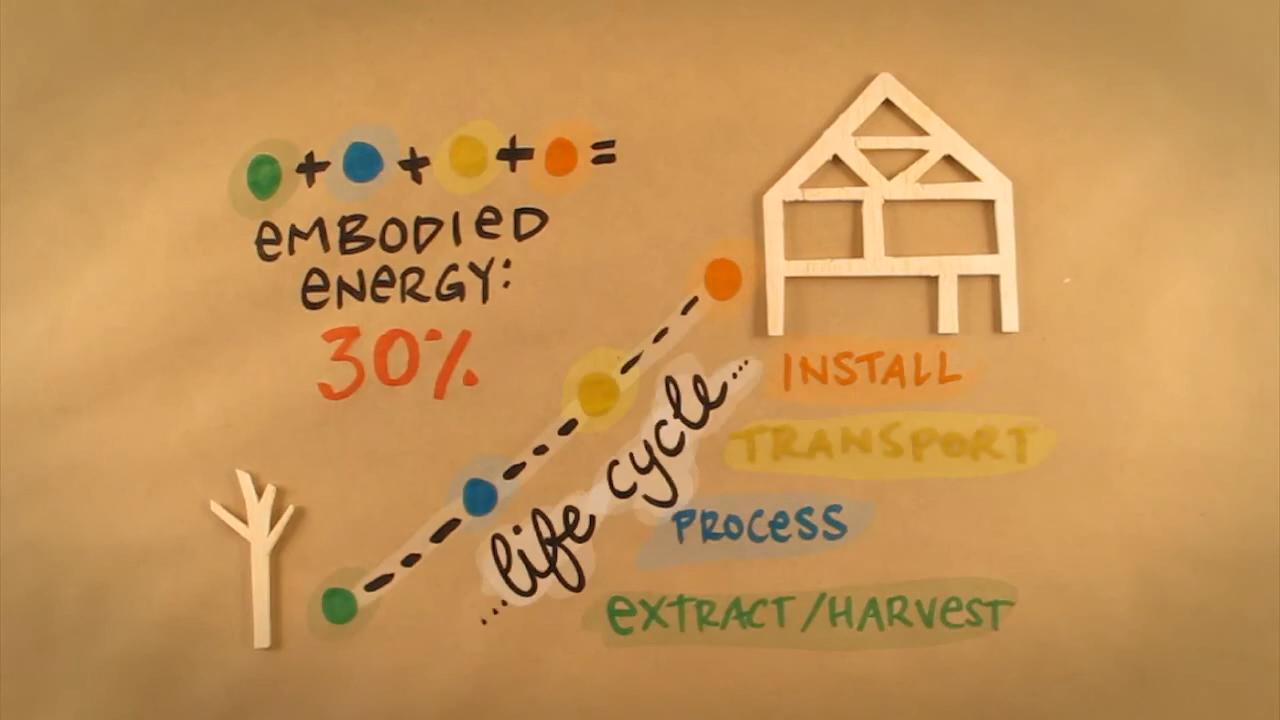 + + + =
eMBODIeD
eNeRGY:
30%
...life cycle...
INSTALL
TRANSPORT
PROCeSS
eXTRACT/HARVeST